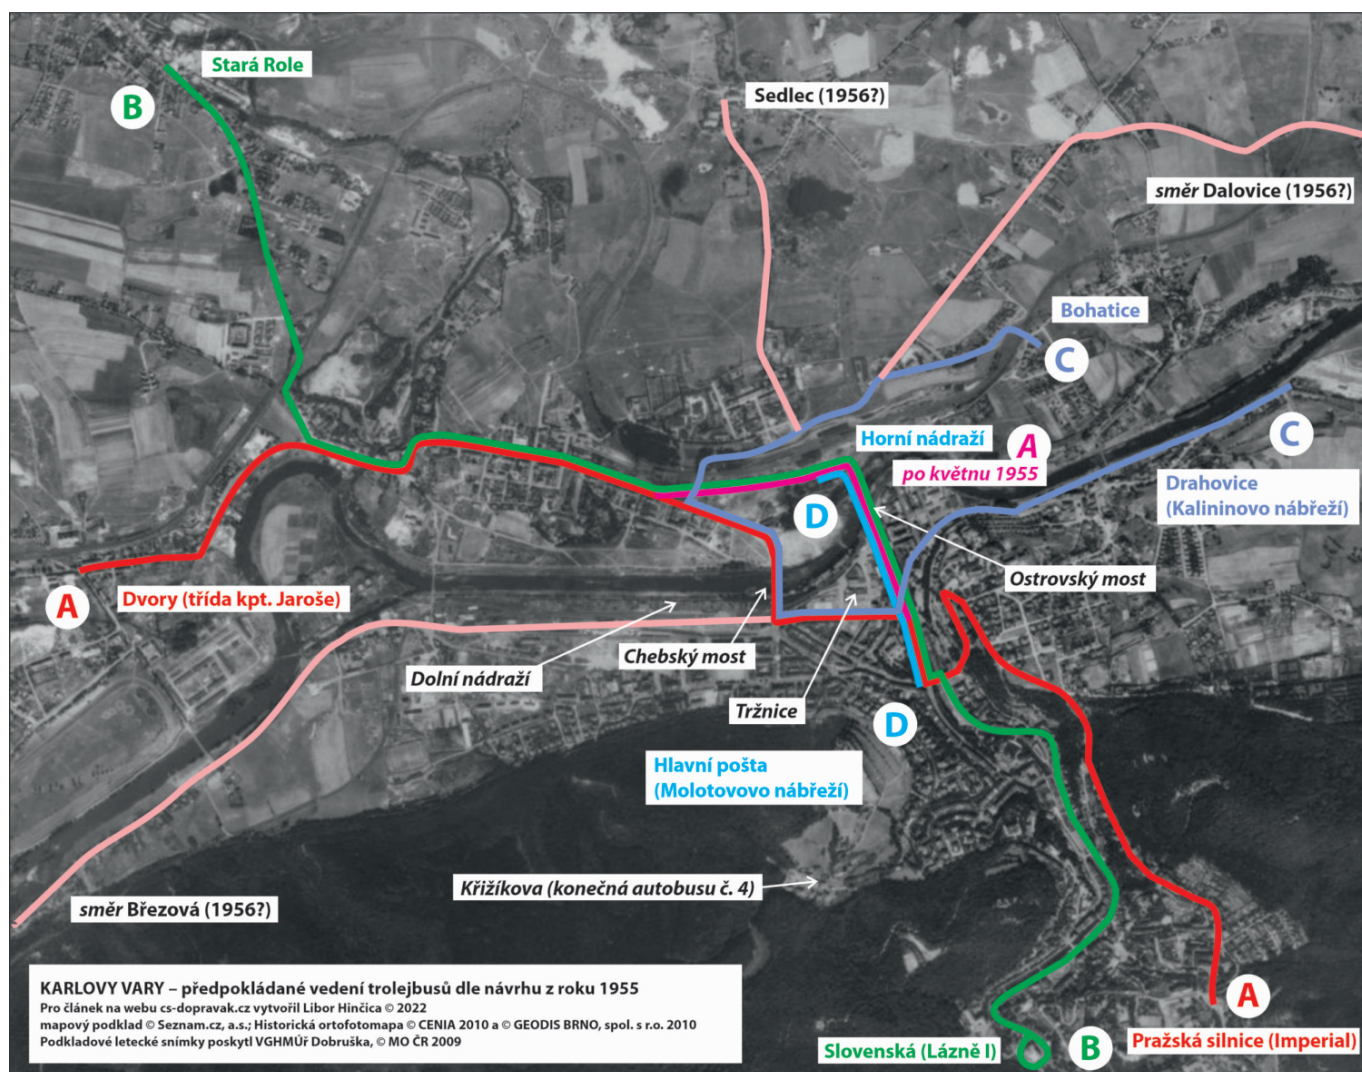 Stará Role
B
Sedlec (1956?)
směr Dalovice (1956?)
Bohatice
C
Horní nádraží
A
po květnu 1955
C
Drahovice
(Kalininovo nábřeží)
D
Ostrovský most
A
Dvory (třída kpt. Jaroše)
Chebský most
Dolní nádraží
Tržnice
D
Hlavní pošta
(Molotovovo nábřeží)
Křižíkova (konečná autobusu č. 4)
směr Březová (1956?)
KARLOVY VARY – předpokládané vedení trolejbusů dle návrhu z roku 1955
Pro článek na webu cs-dopravak.cz vytvořil Libor Hinčica © 2022
mapový podklad © Seznam.cz, a.s.; Historická ortofotomapa © CENIA 2010 a © GEODIS BRNO, spol. s r.o. 2010
Podkladové letecké snímky poskytl VGHMÚř Dobruška, © MO ČR 2009
A
Pražská silnice (Imperial)
Slovenská (Lázně I)
B